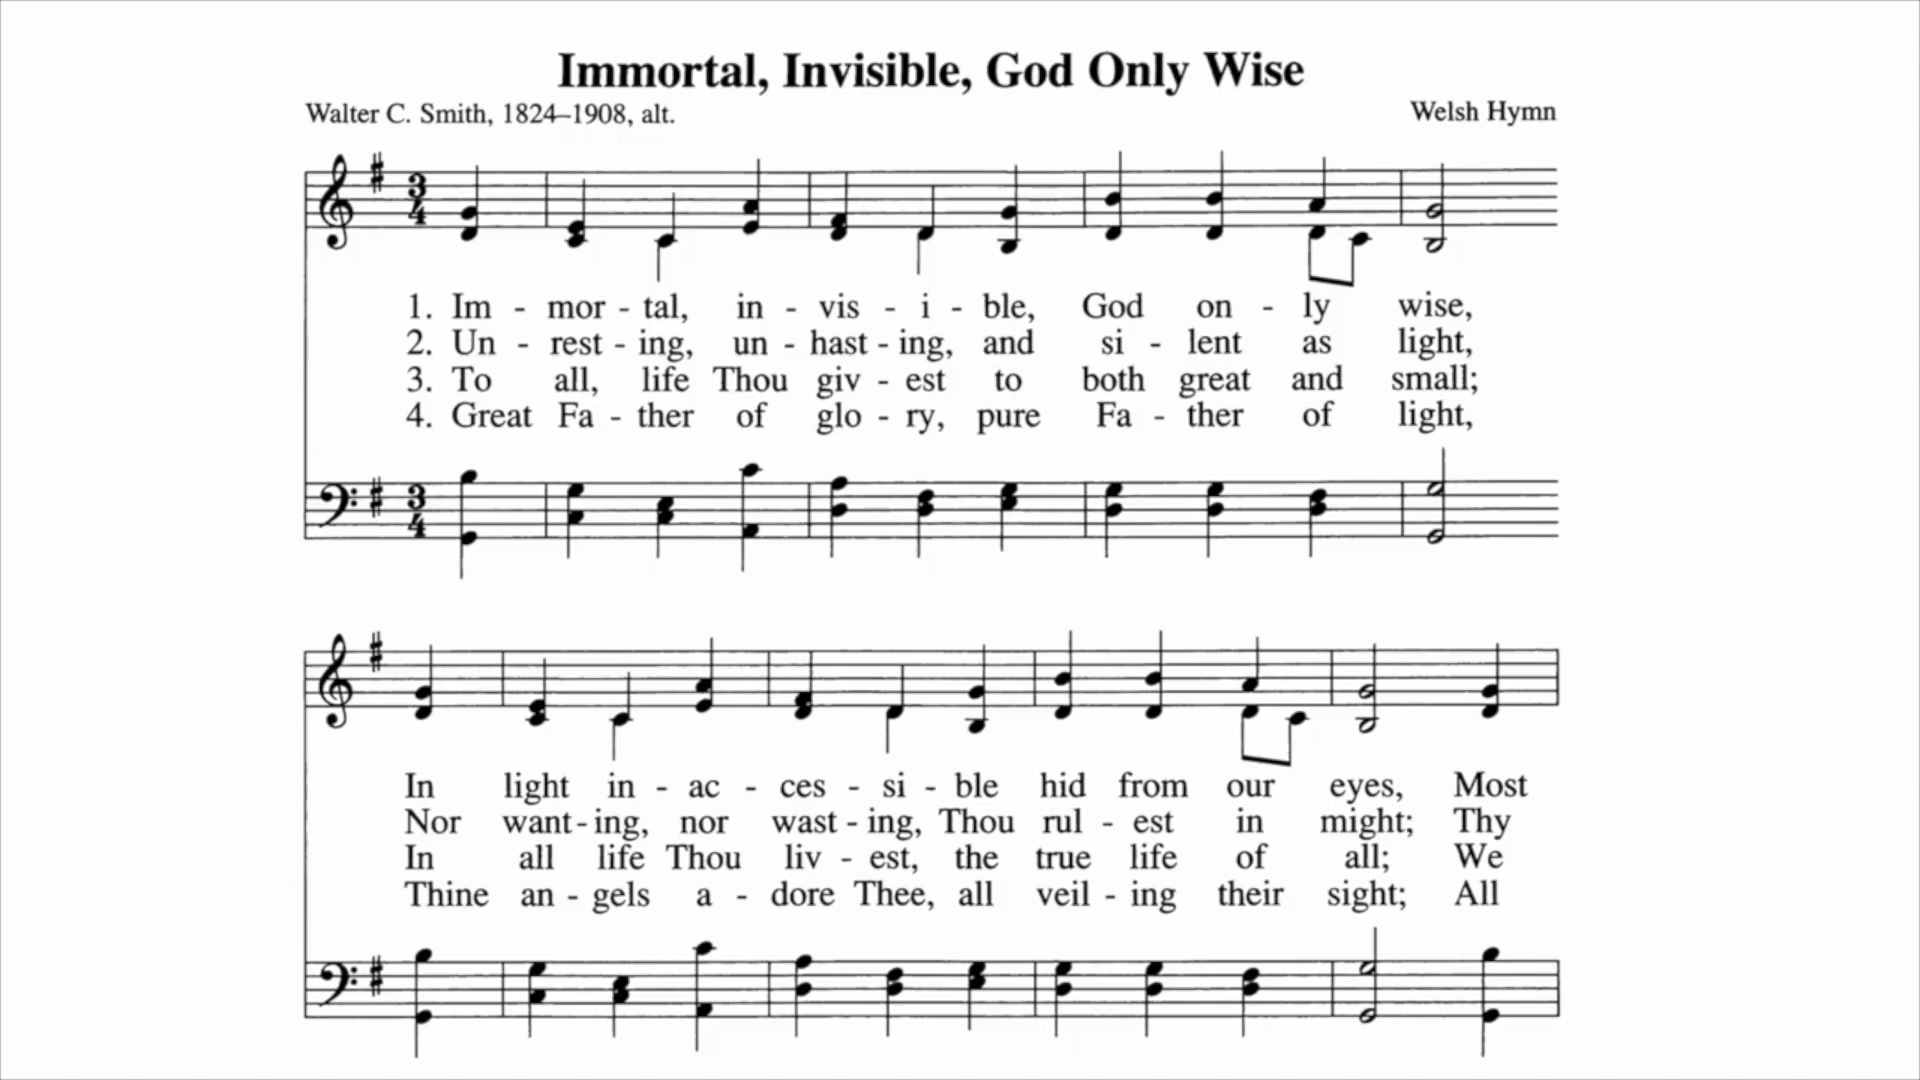 Immortal, Invisible, God Only Wise
Walter C. Smith, 1824–1908, alt.
Welsh Hymn
3
4
1. Im - mor - tal, in - vis - i - ble, God on - ly wise,
2. Un - rest - ing, un - hast - ing, and si - lent as light,
3. To all, life Thou giv - est to both great and small;
4. Great Fa - ther of glo - ry, pure Fa - ther of light,
3
4
In light in - ac - ces - si - ble hid from our eyes, Most
Nor want - ing, nor wast - ing, Thou rul - est in might; Thy
In all life Thou liv - est, the true life of all; We
Thine an - gels a - dore Thee, all veil - ing their sight; All